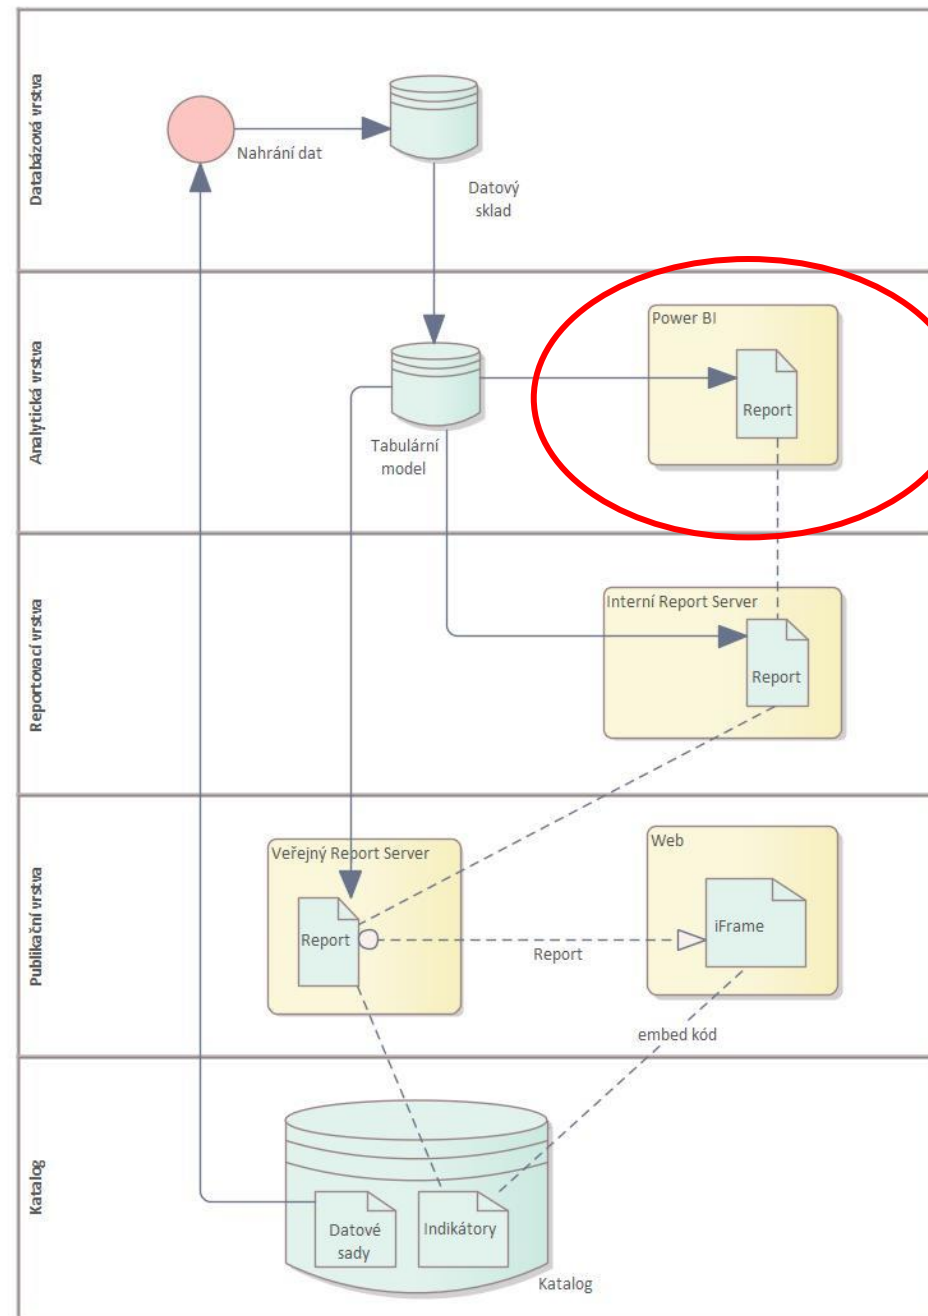 Databázová vrstva
Nahrání dat
Datový
sklad
Analytická vrstva
Power BI
Report
Tabulární
model
Reportovací vrstva
Interní Report Server
Report
Publikační vrstva
Veřejný Report Server
Report
Report
Web
iFrame
embed kód
Katalog
Datové
sady
Indikátory
Katalog